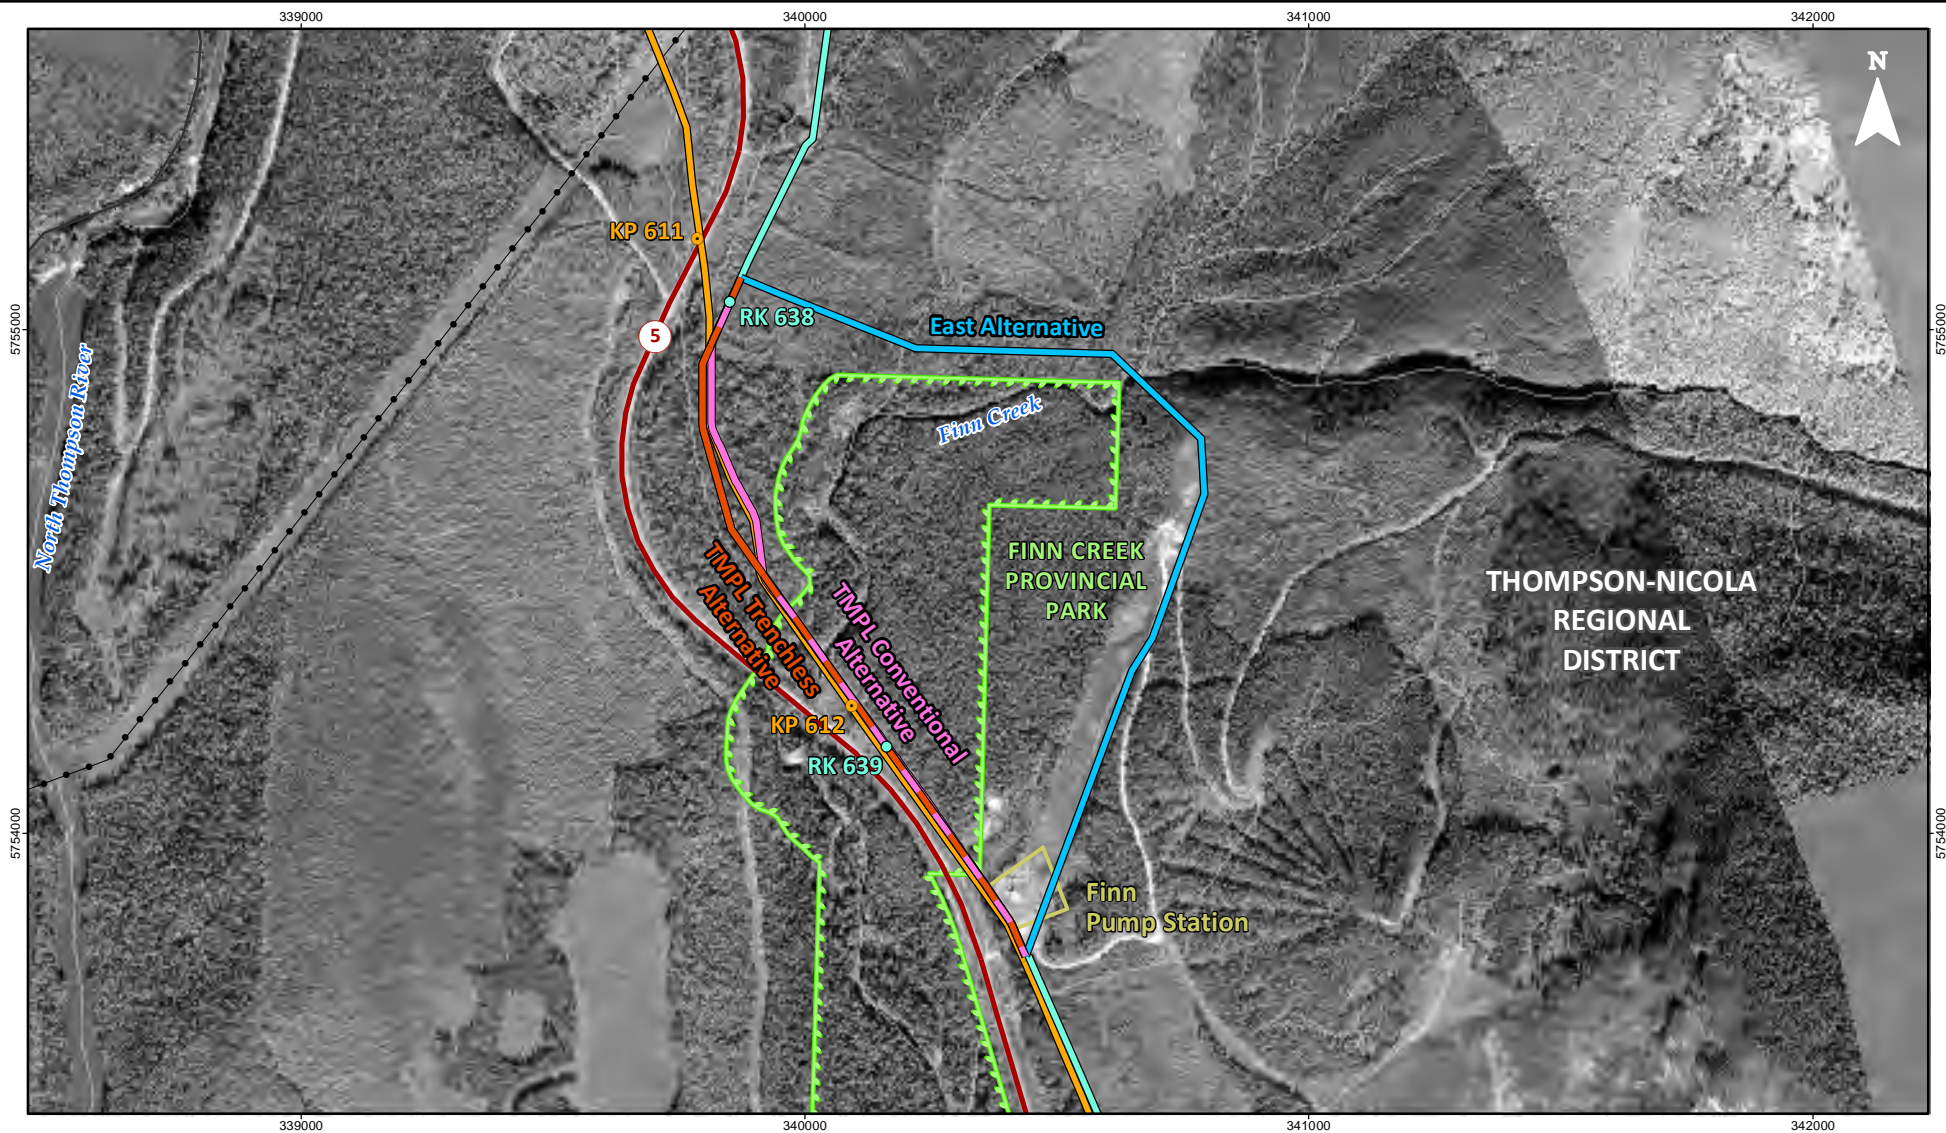 339000
340000
341000
342000
N
KP 611
RK 638
East Alternative
5755000
5755000
5
Finn Creek
North Thompson River
FINN CREEK
PROVINCIAL
PARK
THOMPSON-NICOLA
REGIONAL
DISTRICT
TMPL Trenchless
Alternative
TMPL Conventional
Alternative
KP 612
RK 639
5754000
5754000
Finn
Pump Station
339000
340000
341000
342000